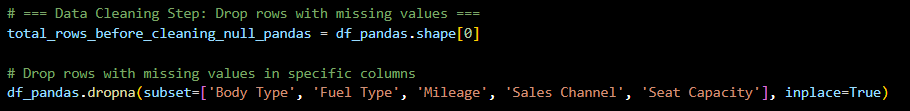 # === Data Cleaning Step: Drop rows with missing values ===
total_rows_before_cleaning_null_pandas = df_pandas.shape[0]
# Drop rows with missing values in specific columns
df_pandas.dropna(subset=['Body Type', 'Fuel Type', 'Mileage', 'Sales Channel', 'Seat Capacity'], inplace=True)